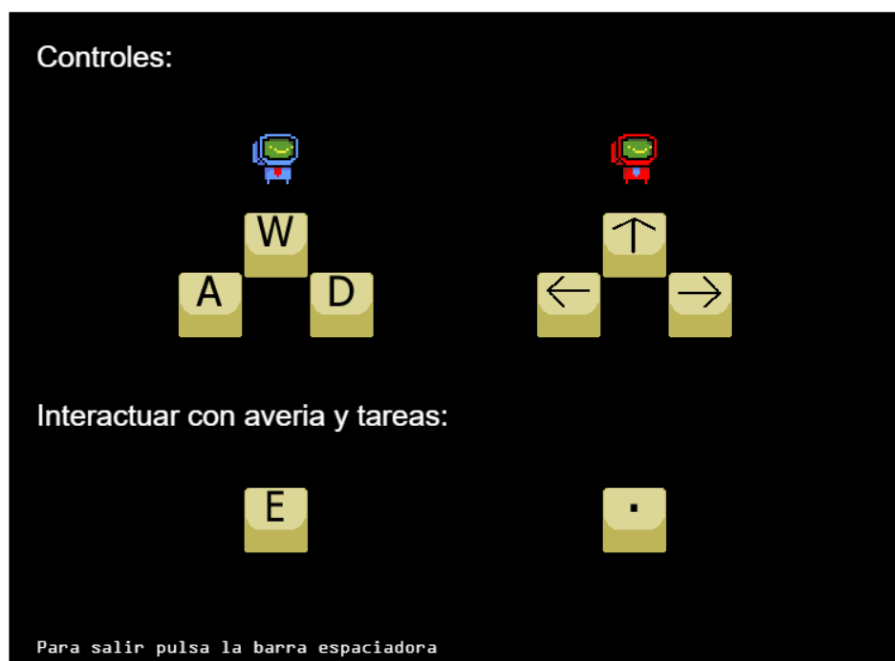 Controles:
W ↑
A D ← →
Interactuar con averia y tareas:
E .
Para salir pulsa la barra espaciadora